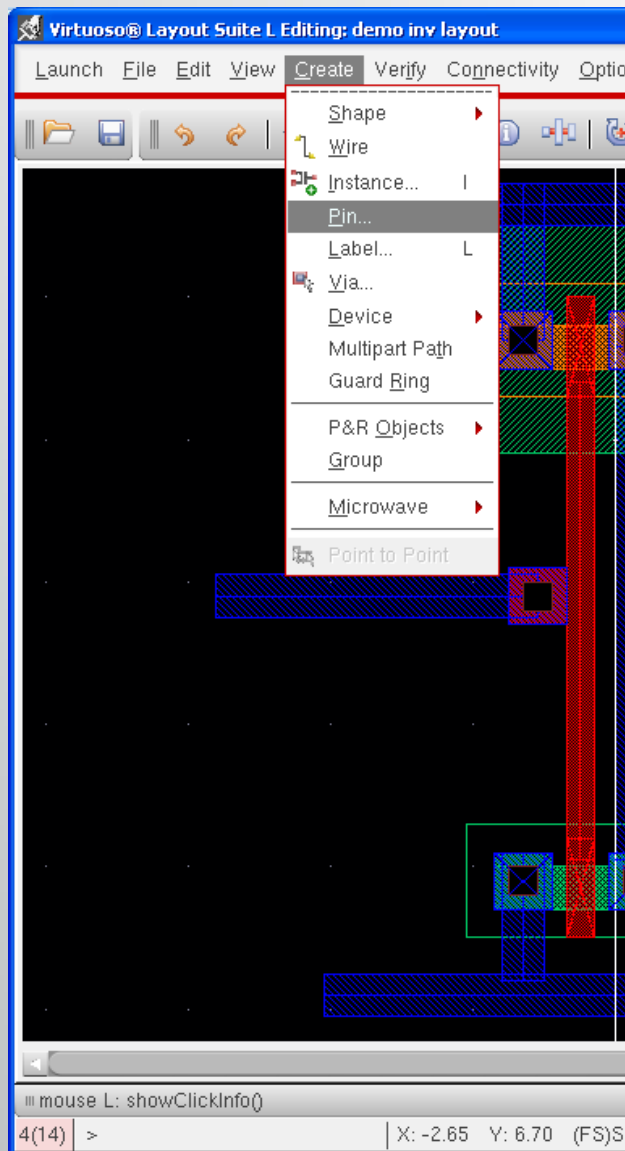 Virtuoso® Layout Suite L Editing: demo inv layout
Launch File Edit View Create Verify Connectivity Optio
Shape
Wire
Instance... I
Pin...
Label... L
Via...
Device
Multipart Path
Guard Ring
P&R Objects
Group
Microwave
Point to Point
mouse L: showClickInfo()
4(14) > X: -2.65 Y: 6.70 (FS)S